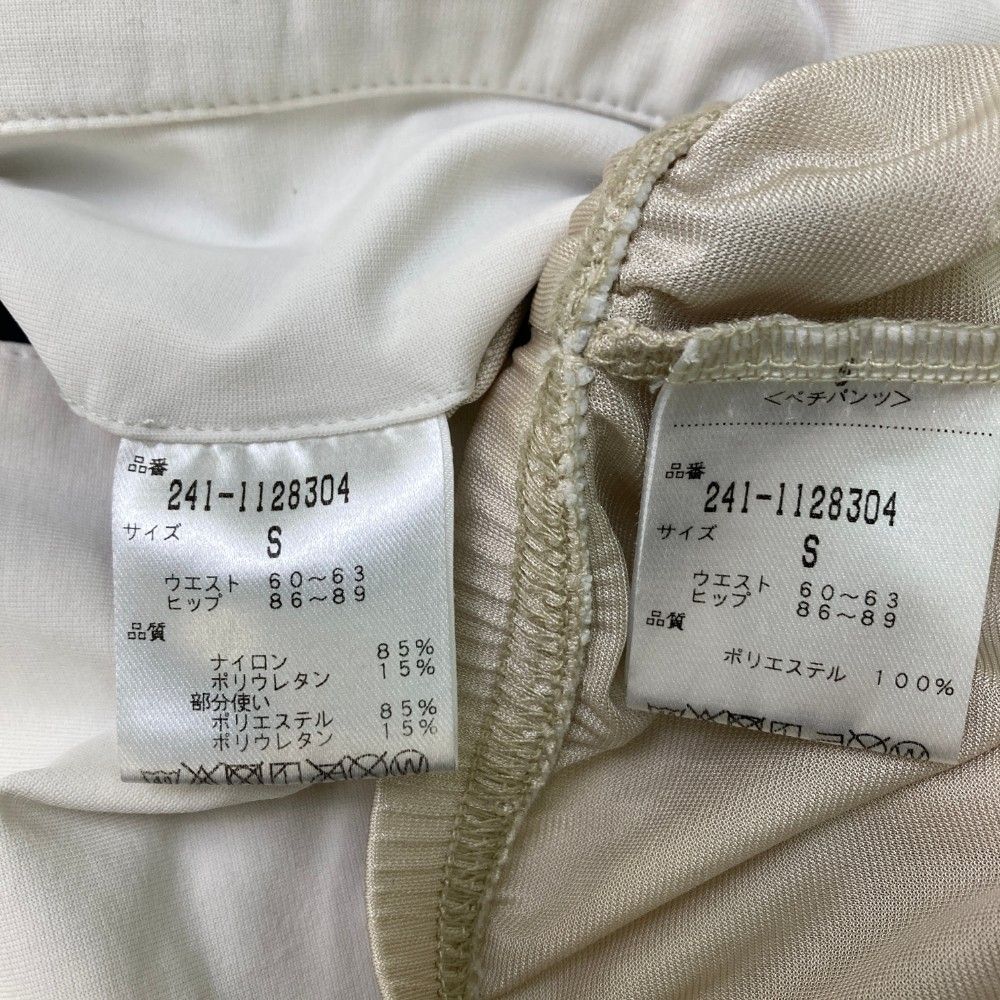 品番
241-1128304
サイズ
S
ウエスト 60～63
ヒップ 86～89
品質
ナイロン 85%
ポリウレタン 15%
部分使い
ポリエステル 85%
ポリウレタン 15%
<ペチパンツ>
品番
241-1128304
サイズ
S
ウエスト 60～63
ヒップ 86～89
品質
ポリエステル 100%